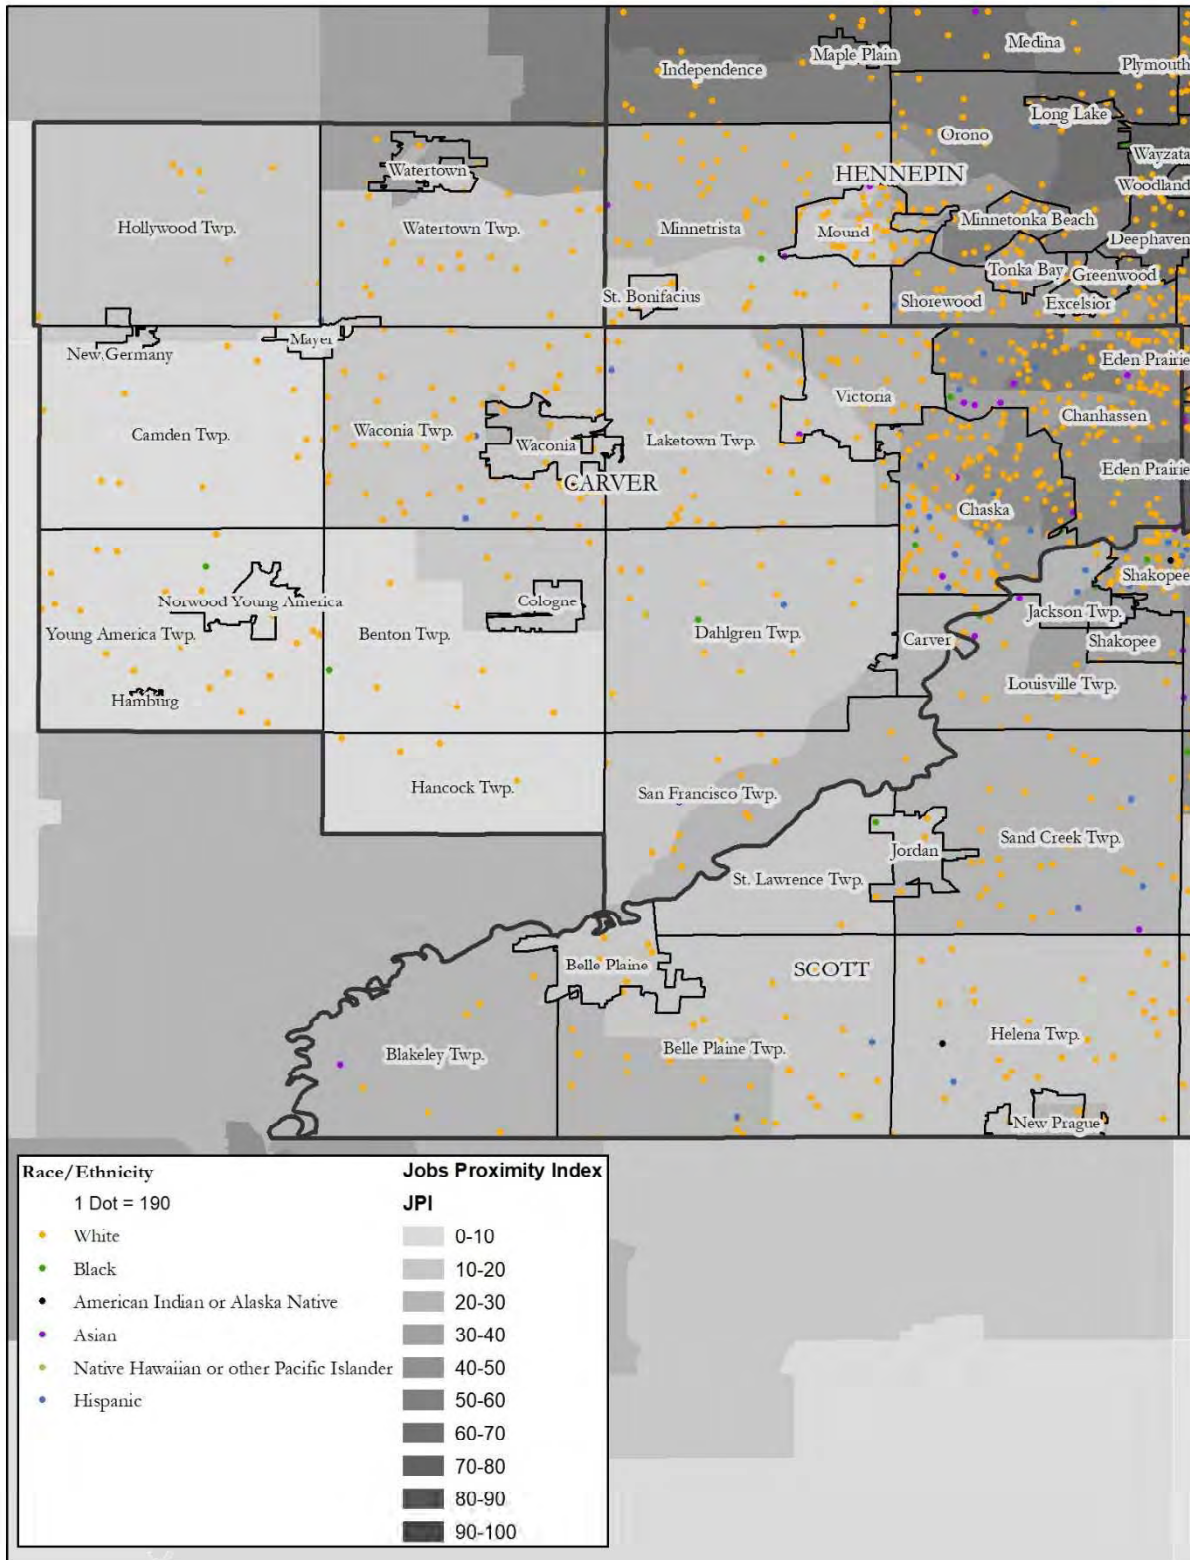 Medina
Maple Plain
Independence
Plymouth
Long Lake
Orono
Wayzata
HENNEPIN
Woodland
Watertown
Hollywood Twp.
Watertown Twp.
Minnetrista
Mound
Minnetonka Beach
Deephaven
Tonka Bay
Greenwood
St. Bonifacius
Shorewood
Excelsior
New Germany
Mayer
Eden Prairie
Victoria
Chanhassen
Camden Twp.
Waconia Twp.
Waconia
Laketown Twp.
Eden Prairie
CARVER
Chaska
Shakopee
Norwood Young America
Cologne
Jackson Twp.
Young America Twp.
Benton Twp.
Dahlgren Twp.
Carver
Shakopee
Hamburg
Louisville Twp.
Hancock Twp.
San Francisco Twp.
Sand Creek Twp.
Jordan
St. Lawrence Twp.
Belle Plaine
SCOTT
Helena Twp.
Blakeley Twp.
Belle Plaine Twp.
New Prague
Race/Ethnicity
1 Dot = 190
White
Black
American Indian or Alaska Native
Asian
Native Hawaiian or other Pacific Islander
Hispanic
Jobs Proximity Index
JPI
0-10
10-20
20-30
30-40
40-50
50-60
60-70
70-80
80-90
90-100